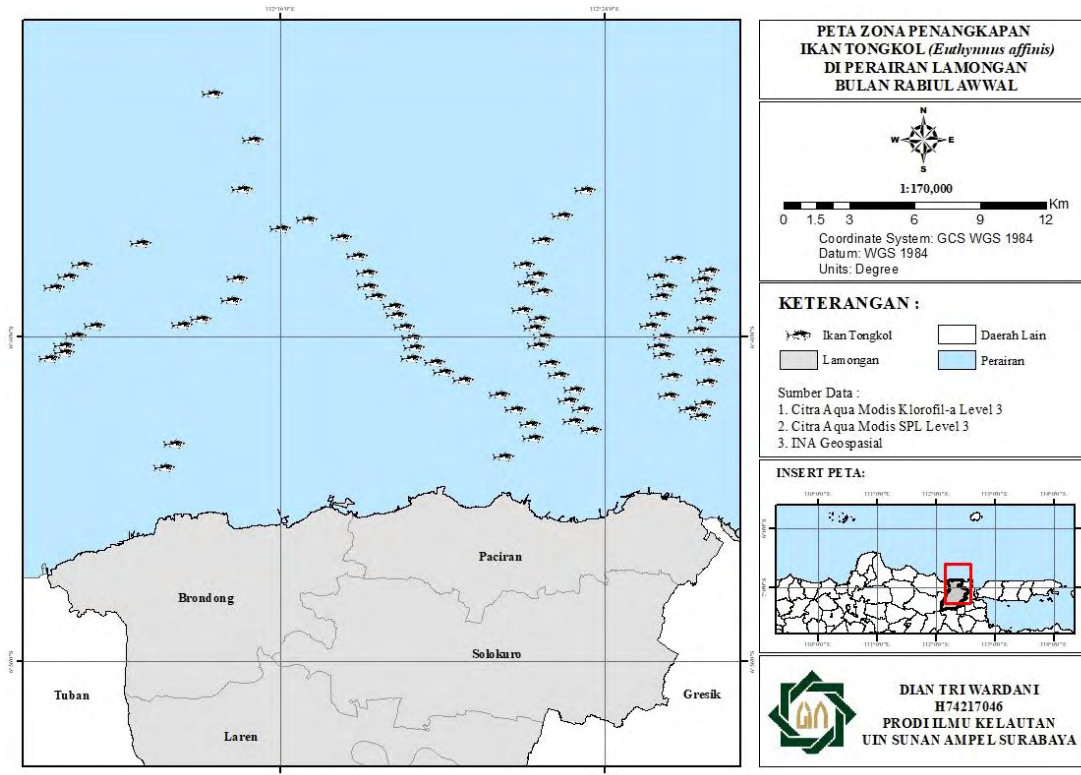 PETA ZONA PENANGKAPAN
IKAN TONGKOL (Euthynnus affinis)
DI PERAIRAN LAMONGAN
BULAN RABIUL AWWAL
N
W
E
S
1:170,000
0 1.5 3 6 9 12 Km
Coordinate System: GCS WGS 1984
Datum: WGS 1984
Units: Degree
KETERANGAN :
Ikan Tongkol
Daerah Lain
Lamongan
Perairan
Sumber Data :
1. Citra Aqua Modis Klorofil-a Level 3
2. Citra Aqua Modis SPL Level 3
3. INA Geospasial
INSERT PETA:
DIAN TRI WARDANI
H74217046
PRODI ILMU KELAUTAN
UIN SUNAN AMPEL SURABAYA
Paciran
Brondong
Solokuro
Tuban
Gresik
Laren